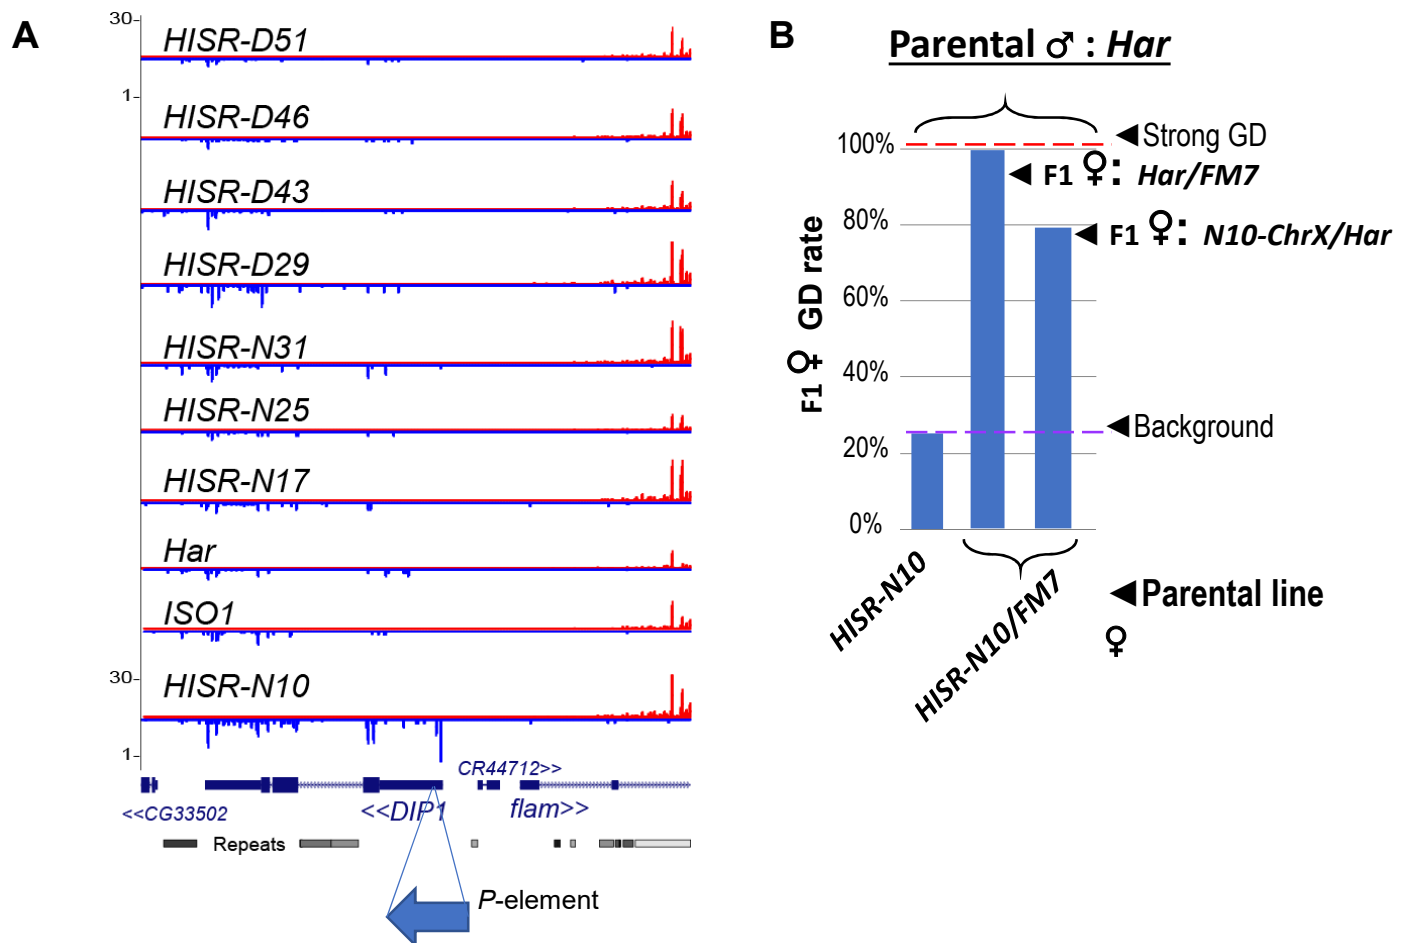 A
30-
HISR-D51
1-
HISR-D46
HISR-D43
HISR-D29
HISR-N31
HISR-N25
HISR-N17
Har
ISO1
30-
HISR-N10
1-
CR44712>>
<<CG33502
<<DIP1
flam>>
Repeats
P-element
B
Parental ♂ : Har
100%
80%
60%
40%
20%
0%
F1 ♀ GD rate
◄Strong GD
◄ F1 ♀: Har/FM7
◄ F1 ♀: N10-ChrX/Har
◄Background
HISR-N10
HISR-N10/FM7
◄Parental line
♀